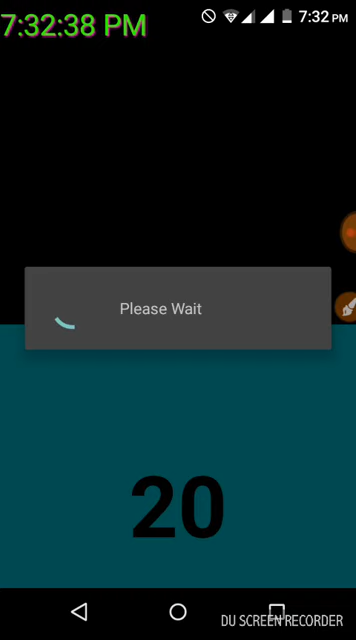 7:32:38 PM
7:32 PM
Please Wait
20
DU SCREEN RECORDER